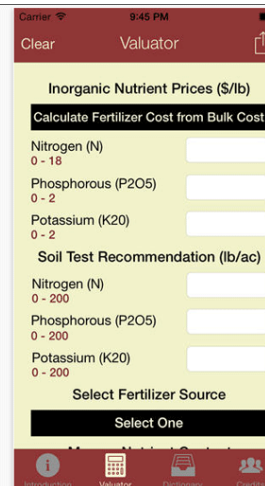 Carrier 9:45 PM
Clear Valuator
Inorganic Nutrient Prices ($/lb)
Calculate Fertilizer Cost from Bulk Cost
Nitrogen (N)
0 - 18
Phosphorous (P2O5)
0 - 2
Potassium (K20)
0 - 2
Soil Test Recommendation (lb/ac)
Nitrogen (N)
0 - 200
Phosphorous (P2O5)
0 - 200
Potassium (K20)
0 - 200
Select Fertilizer Source
Select One
Introduction Valuator Dictionary Credits